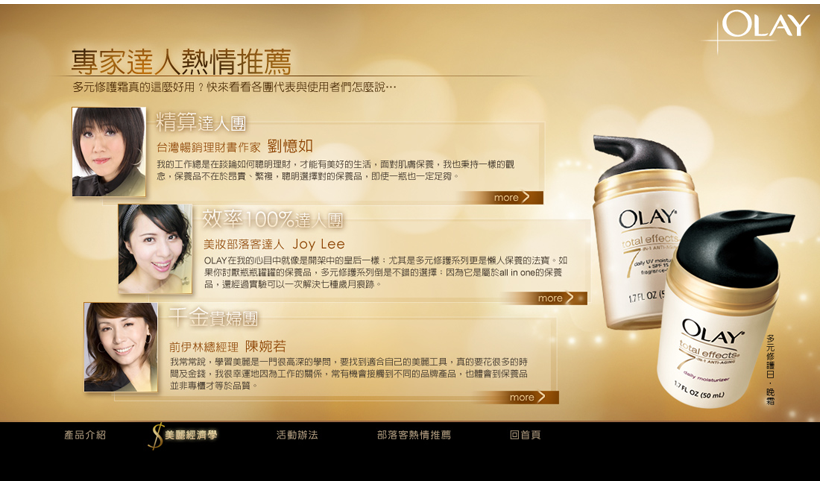 OLAY
專家達人熱情推薦
多元修護霜真的這麼好用？快來看看各團代表與使用者們怎麼說…
精算達人團
台灣暢銷理財書作家 劉憶如
我的工作總是在談論如何聰明理財，才能有美好的生活，面對肌膚保養，我也秉持一樣的觀
念，保養品不在於昂貴、繁複，聰明選擇對的保養品，即使一瓶也一定足夠。
more
效率100%達人團
美妝部落客達人 Joy Lee
OLAY在我的心目中就像是開架中的皇后一樣；尤其是多元修護系列更是懶人保養的法寶。如
果你討厭瓶瓶罐罐的保養品，多元修護系列倒是不錯的選擇；因為它是屬於all in one的保養
品，還經過實驗可以一次解決七種歲月痕跡。
more
千金貴婦團
前伊林總經理 陳婉若
我常常說，學習美麗是一門很高深的學問，要找到適合自己的美麗工具，真的要花很多的時
間及金錢，我很幸運地因為工作的關係，常有機會接觸到不同的品牌產品，也體會到保養品
並非專櫃才等於品質。
more
OLAY
total effects
7
IN-1 ANTI-AGING
daily UV moisturizer
+ SPF 15
fragrance-free
1.7 FL OZ (5
OLAY
total effects
7
IN-1 ANTI-AGING
daily moisturizer
1.7 FL OZ (50 mL)
多元修護日．晚霜
產品介紹
$美麗經濟學
活動辦法
部落客熱情推薦
回首頁